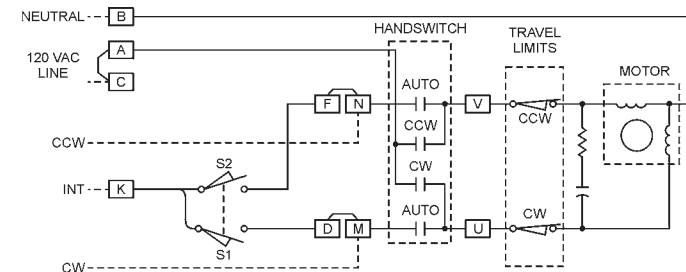 NEUTRAL
B
HANDSWITCH
TRAVEL
LIMITS
A
120 VAC
LINE
C
MOTOR
AUTO
F
N
V
CCW
CCW
CCW
CW
S2
INT
K
AUTO
D
M
U
CW
S1
CW